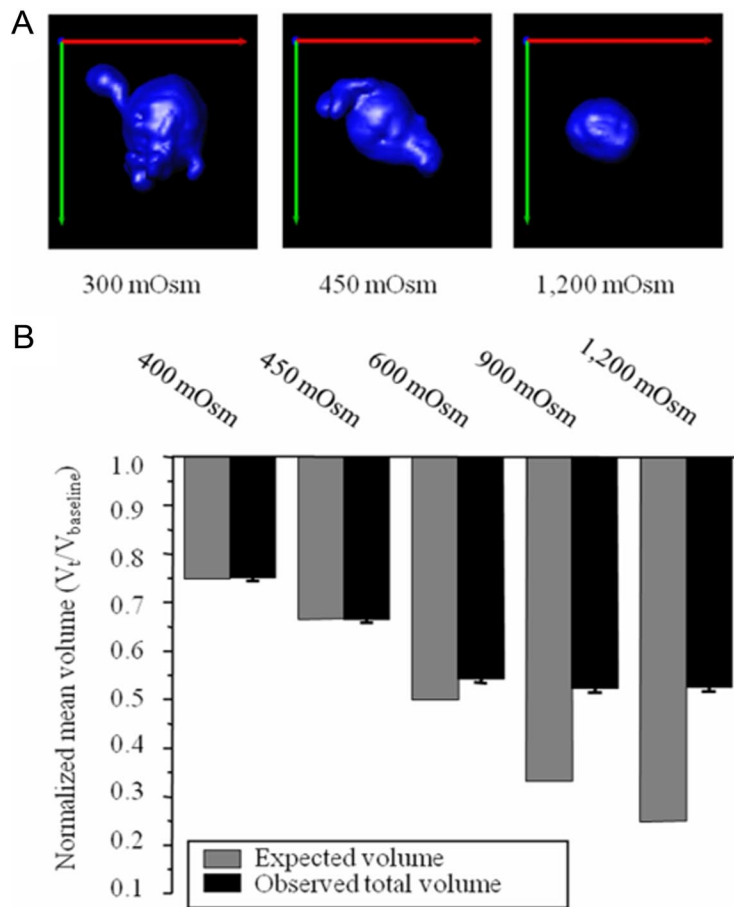 A
300 mOsm
450 mOsm
1,200 mOsm
B
400 mOsm
450 mOsm
600 mOsm
900 mOsm
1,200 mOsm
Normalized mean volume (Vt/Vbaseline)
1.0
0.9
0.8
0.7
0.6
0.5
0.4
0.3
0.2
0.1
Expected volume
Observed total volume